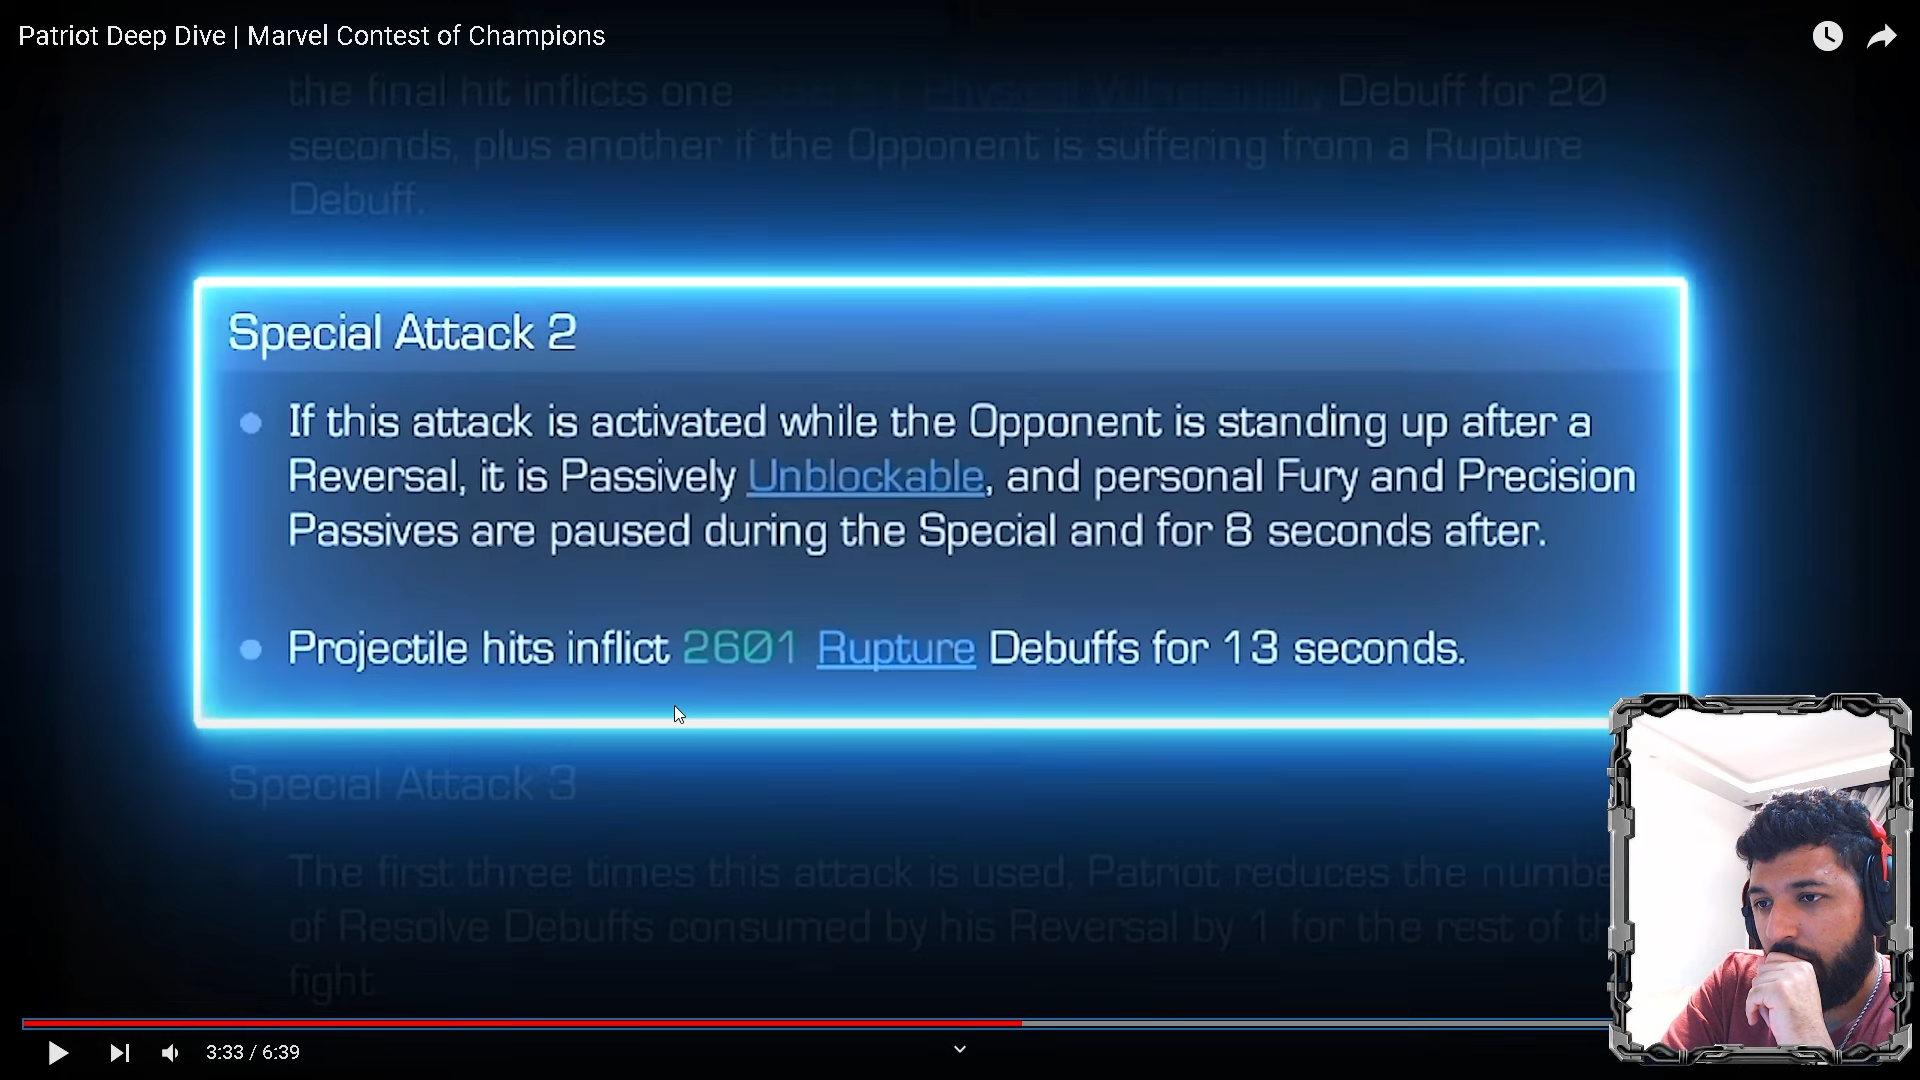 Patriot Deep Dive | Marvel Contest of Champions
the final hit inflicts one Physical Vulnerability Debuff for 20
seconds, plus another if the Opponent is suffering from a Rupture
Debuff.
Special Attack 2
If this attack is activated while the Opponent is standing up after a
Reversal, it is Passively Unblockable, and personal Fury and Precision
Passives are paused during the Special and for 8 seconds after.
Projectile hits inflict 2601 Rupture Debuffs for 13 seconds.
Special Attack 3
The first three times this attack is used, Patriot reduces the
of Resolve Debuffs consumed by his Reversal by 1 for the rest of
fight
3:33 / 6:39